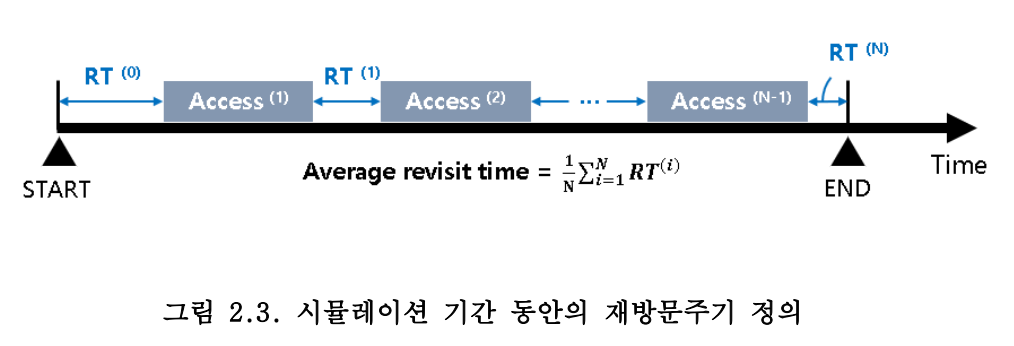 RT (N)
RT (0) RT (1)
Access (1) Access (2) ... Access (N-1)
Average revisit time = \frac{1}{N}\sum_{i=1}^{N} RT^{(i)}
START END Time
그림 2.3. 시뮬레이션 기간 동안의 재방문주기 정의